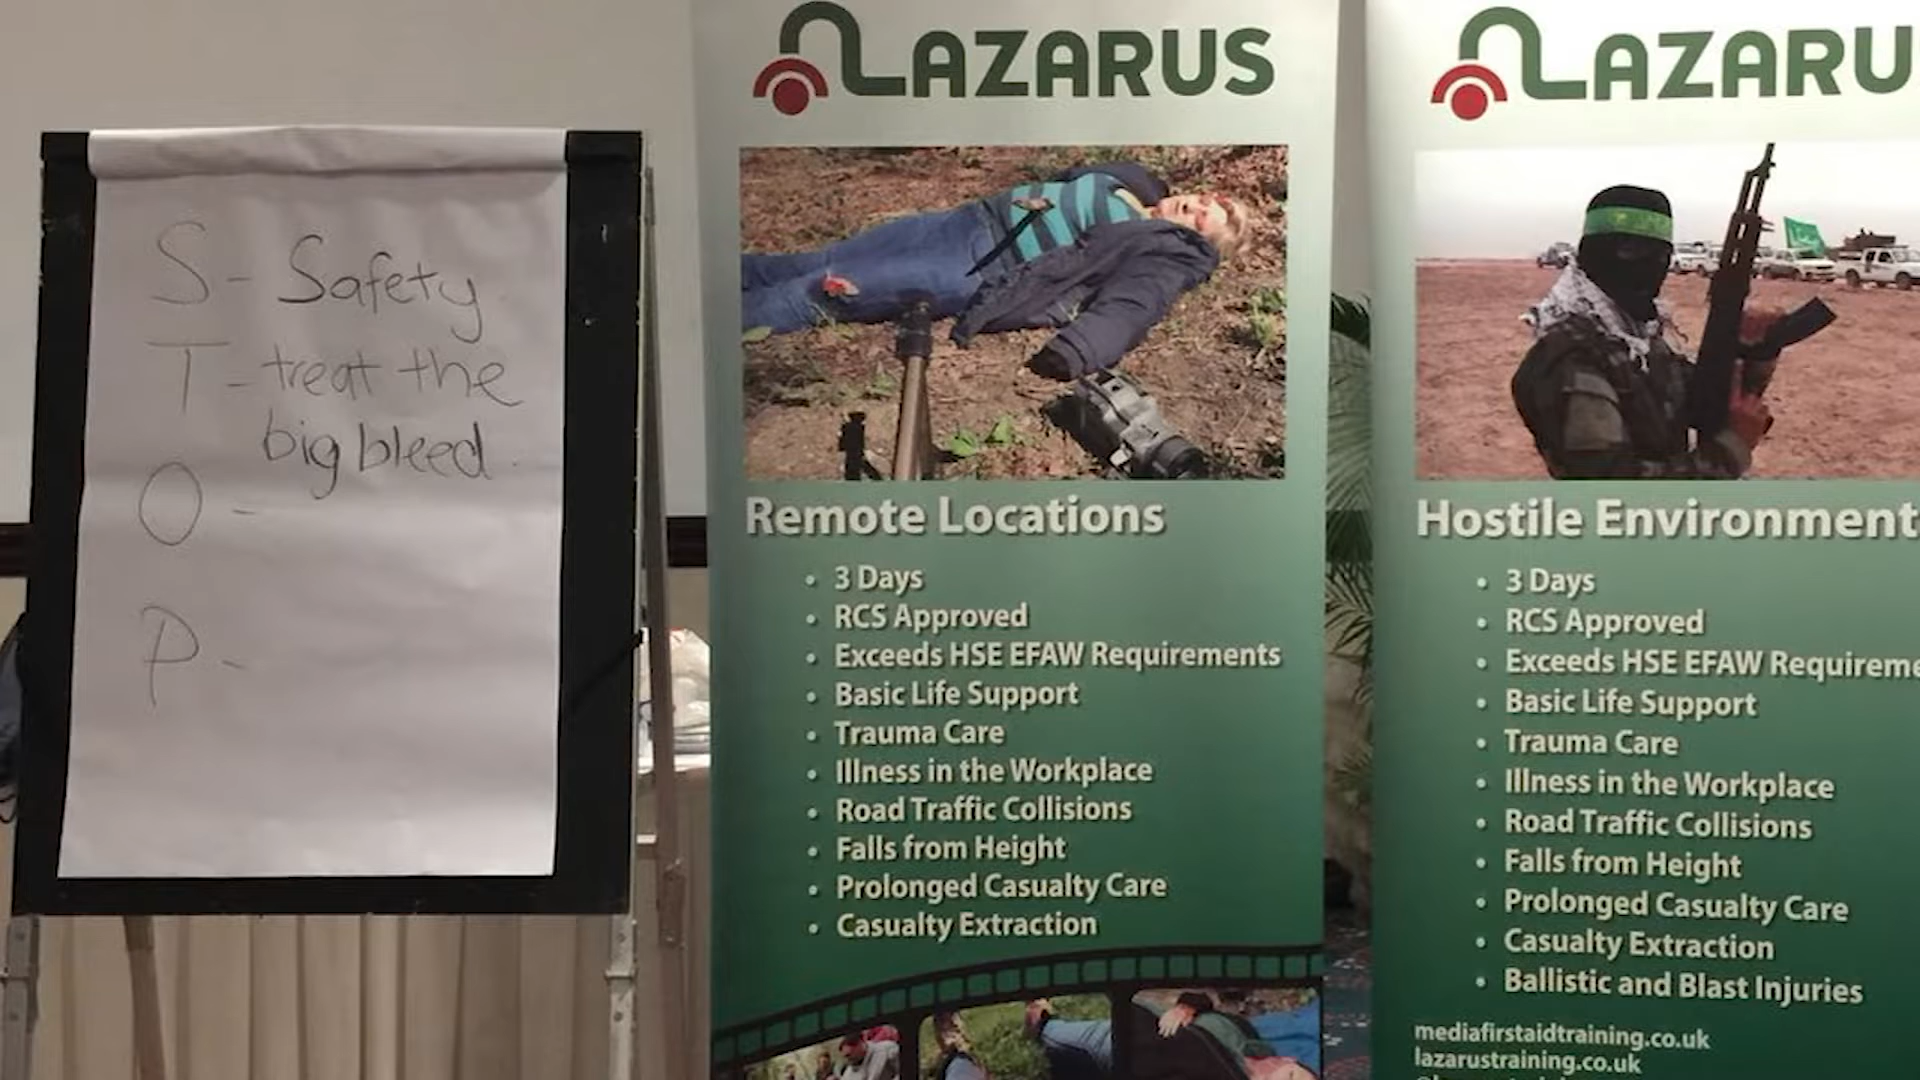 S - Safety
T - treat the
big bleed.
O -
P -
LAZARUS
Remote Locations
• 3 Days
• RCS Approved
• Exceeds HSE EFAW Requirements
• Basic Life Support
• Trauma Care
• Illness in the Workplace
• Road Traffic Collisions
• Falls from Height
• Prolonged Casualty Care
• Casualty Extraction
LAZARU
Hostile Environment
• 3 Days
• RCS Approved
• Exceeds HSE EFAW Requireme
• Basic Life Support
• Trauma Care
• Illness in the Workplace
• Road Traffic Collisions
• Falls from Height
• Prolonged Casualty Care
• Casualty Extraction
• Ballistic and Blast Injuries
mediafirstaidtraining.co.uk
lazarustraining.co.uk